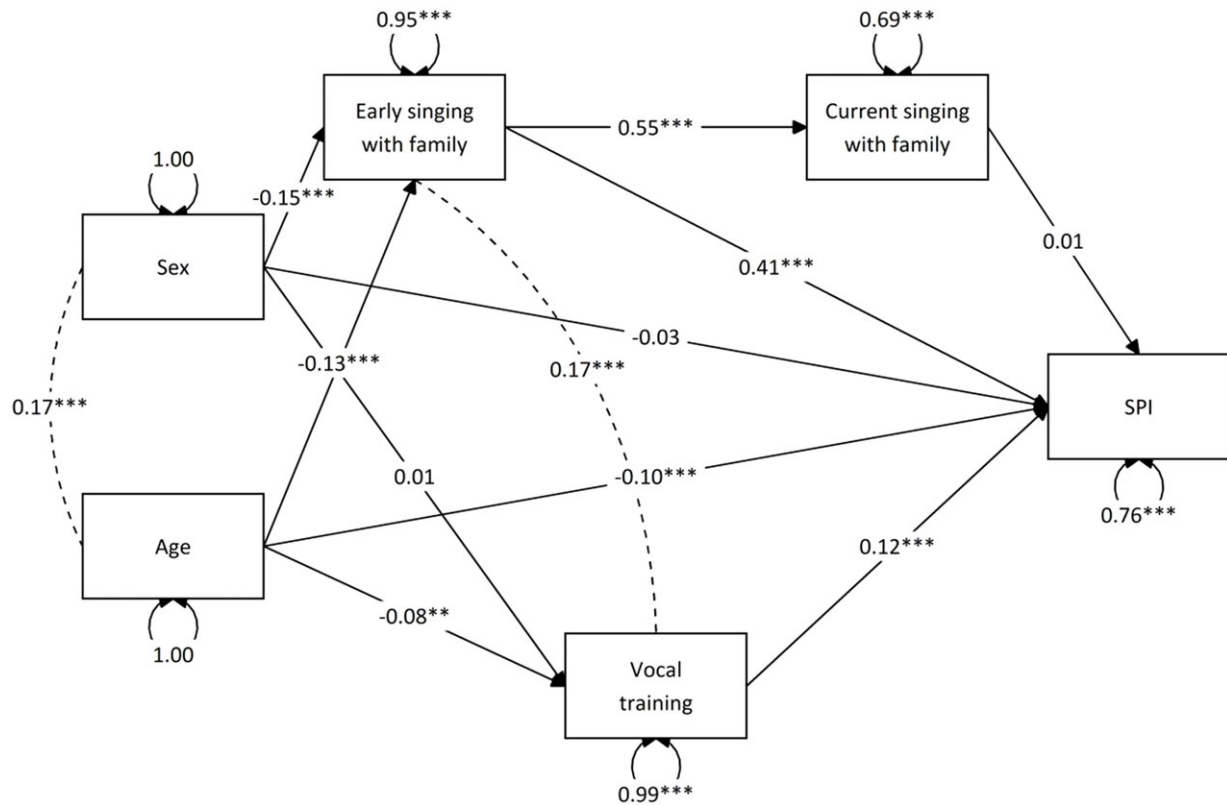 0.95***
0.69***
Early singing
with family
0.55***
Current singing
with family
1.00
-0.15***
Sex
0.41***
0.01
-0.03
-0.13***
0.17***
0.17***
SPI
0.01
-0.10***
Age
0.76***
0.12***
-0.08**
1.00
Vocal
training
0.99***